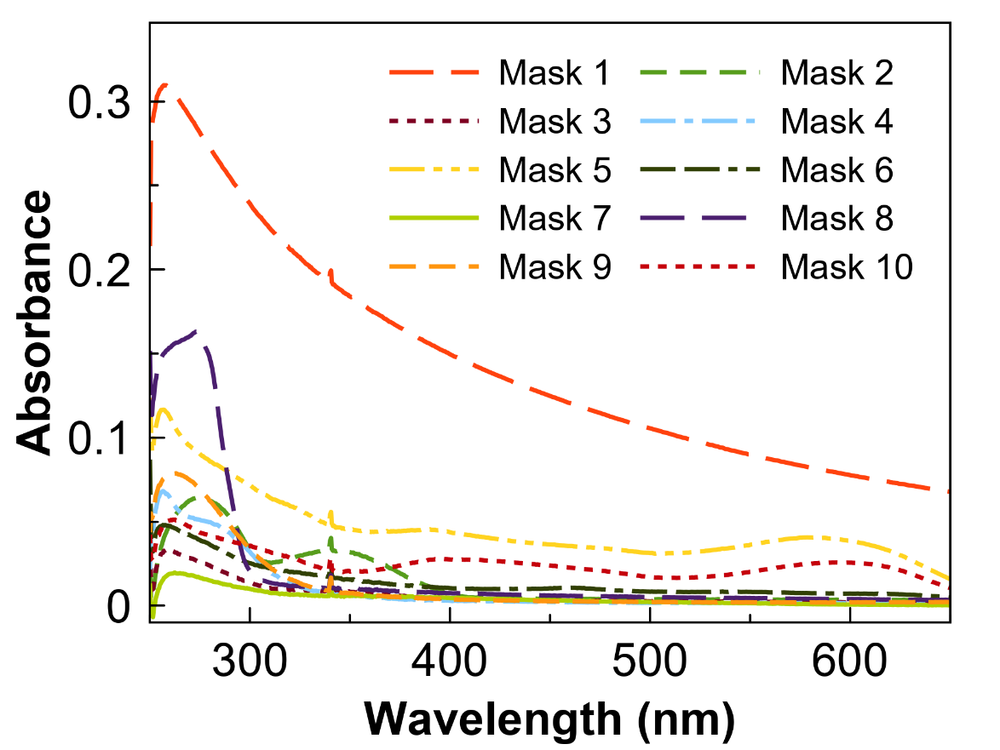 0.3
0.2
0.1
0
Absorbance
Mask 1 Mask 2
Mask 3 Mask 4
Mask 5 Mask 6
Mask 7 Mask 8
Mask 9 Mask 10
300 400 500 600
Wavelength (nm)